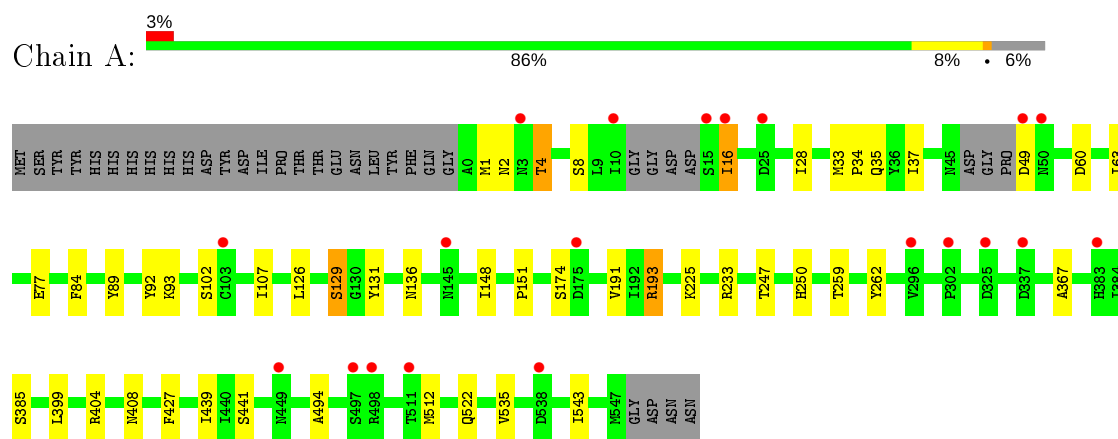 3%
Chain A:
86%
8%
•
6%
MET SER TYR TYR HIS HIS HIS HIS HIS HIS ASP TYR ASP ILE PRO THR THR GLU ASN LEU TYR PHE GLN GLY A0 M1 N2 N3 T4 S8 L9 I10 GLY GLY ASP ASP S15 I16 D25 I28 M33 P34 Q35 Y36 I37 N45 ASP GLY PRO D49 N50 D60
E77 F84 Y89 Y92 K93 S102 C103 I107 L126 S129 G130 Y131 N136 N145 I148 P151 S174 D175 V191 I192 R193 K225 R233 T247 H250 T259 Y262 V296 P302 D325 D337 A367 H383
S385 L399 R404 N408 F427 I439 I440 S441 N449 A494 S497 R498 T511 M512 Q522 V535 D538 I543 M547 GLY ASP ASN ASN